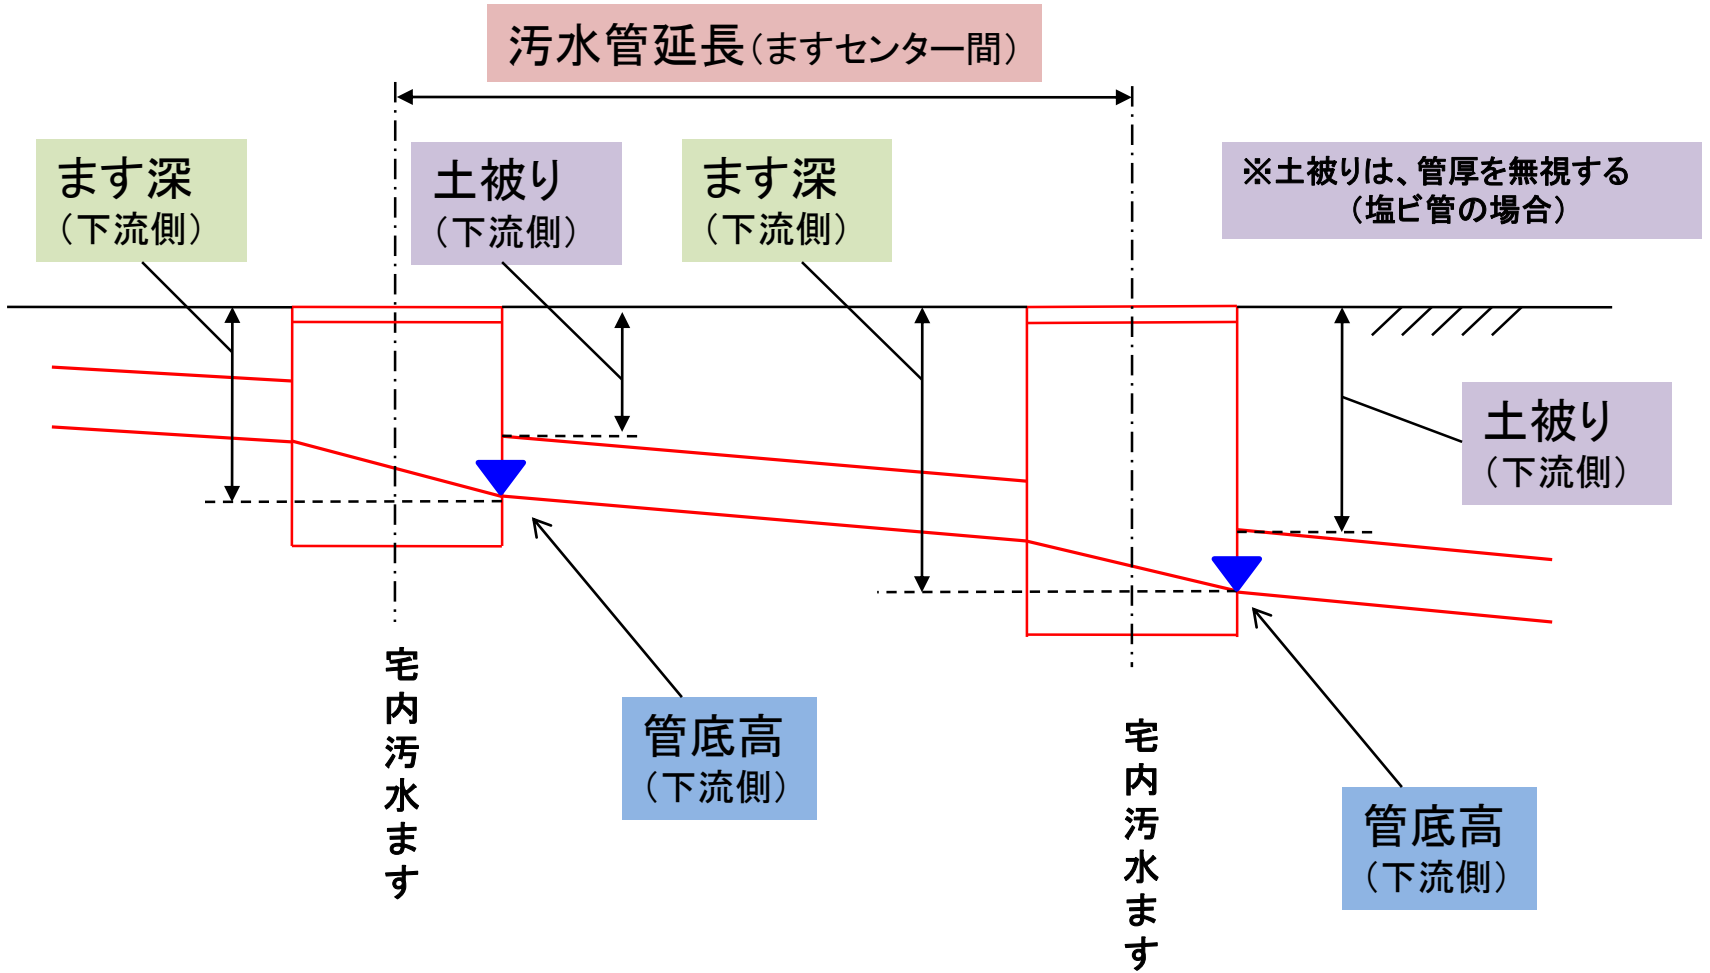 汚水管延長(ますセンター間)
ます深
(下流側)
土被り
(下流側)
ます深
(下流側)
※土被りは、管厚を無視する
(塩ビ管の場合)
土被り
(下流側)
宅内汚水ます
管底高
(下流側)
宅内汚水ます
管底高
(下流側)